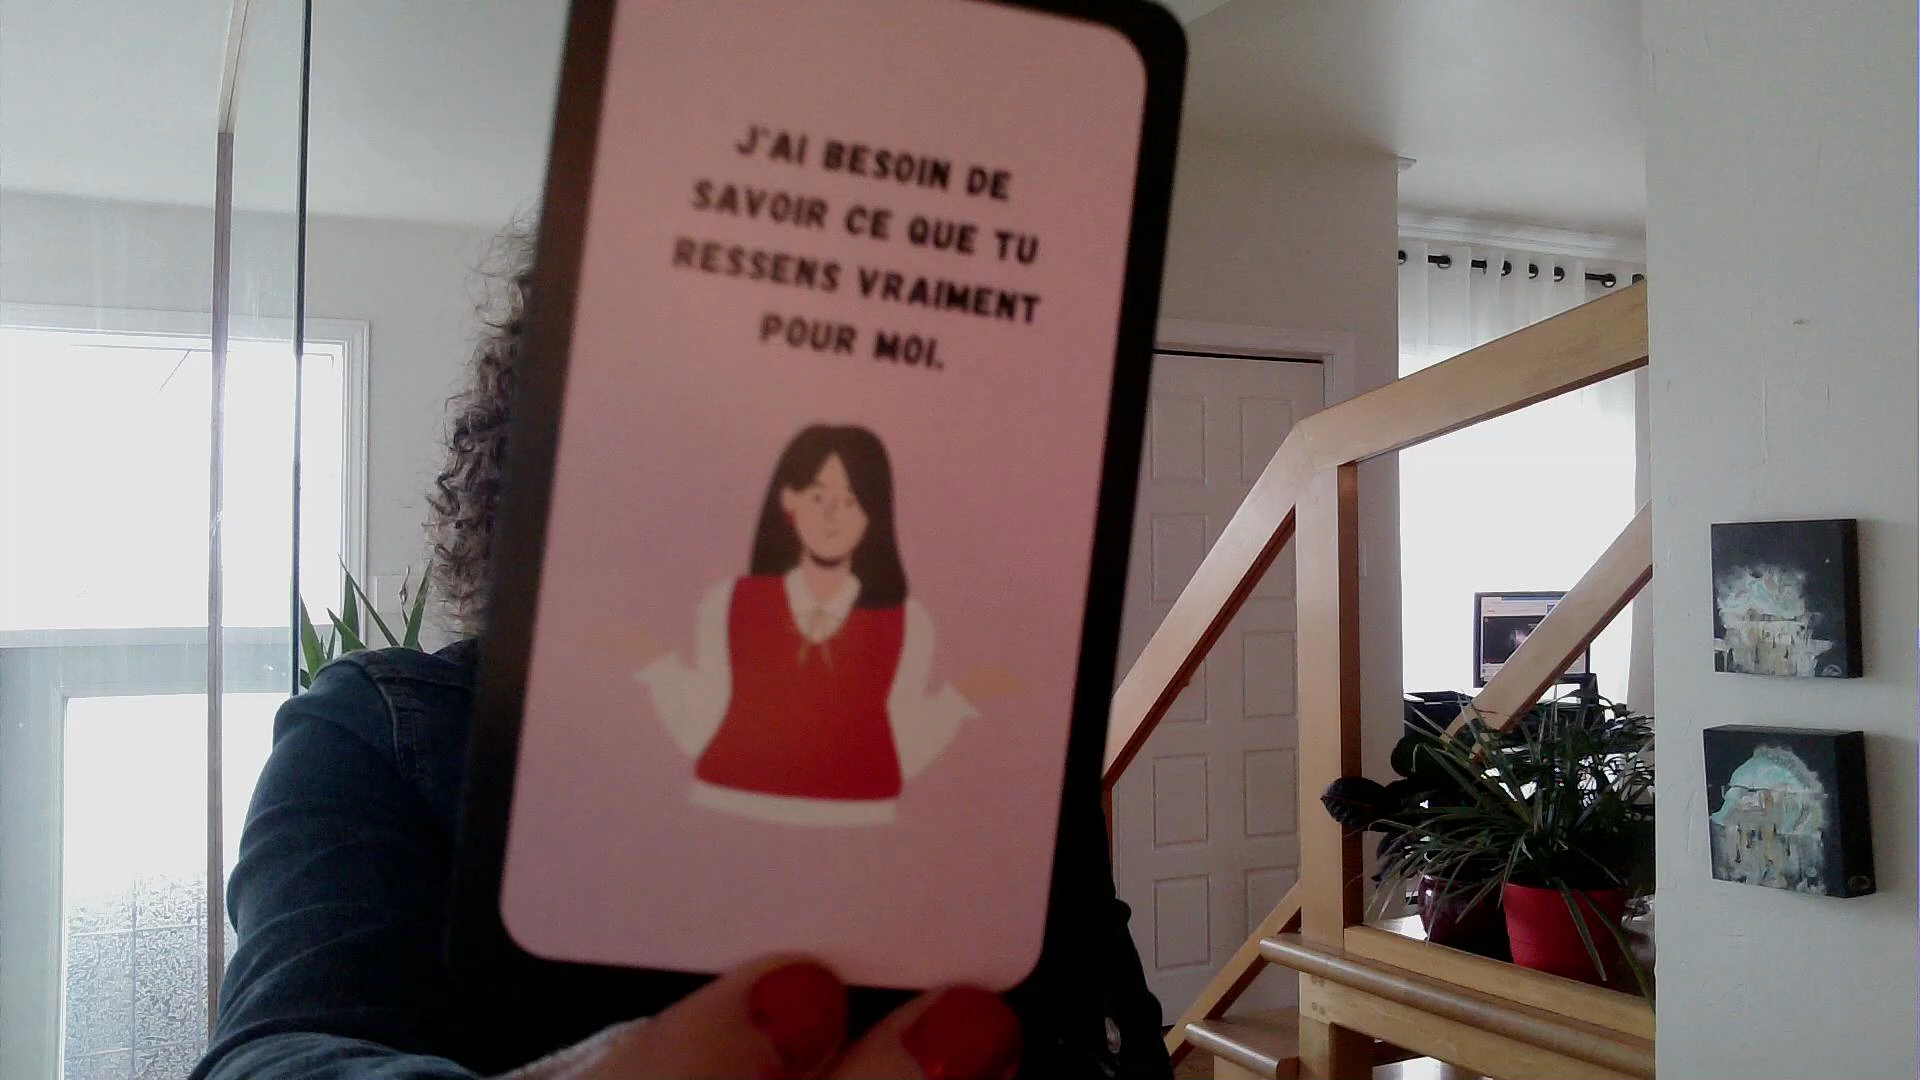 J'AI BESOIN DE
SAVOIR CE QUE TU
RESSENS VRAIMENT
POUR MOI.